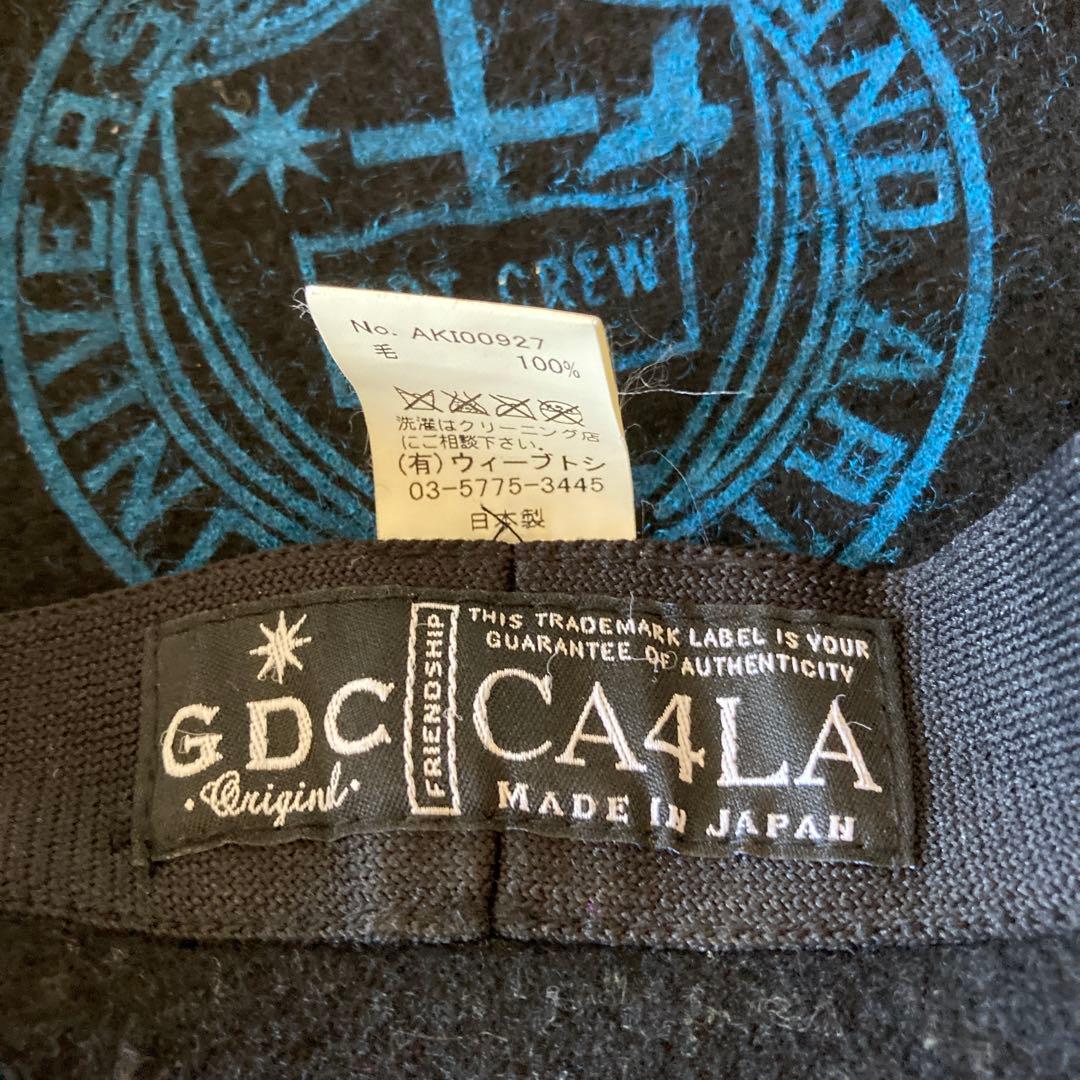 CREW
No. AKI00927
毛 100%
洗濯はクリーニング店
にご相談下さい.
(有)ウィーブトシ
03-5775-3445
日本製
GDC
・Original・
FRIENDSHIP
THIS TRADEMARK LABEL IS YOUR
GUARANTEE OF AUTHENTICITY
CA4LA
MADE IN JAPAN